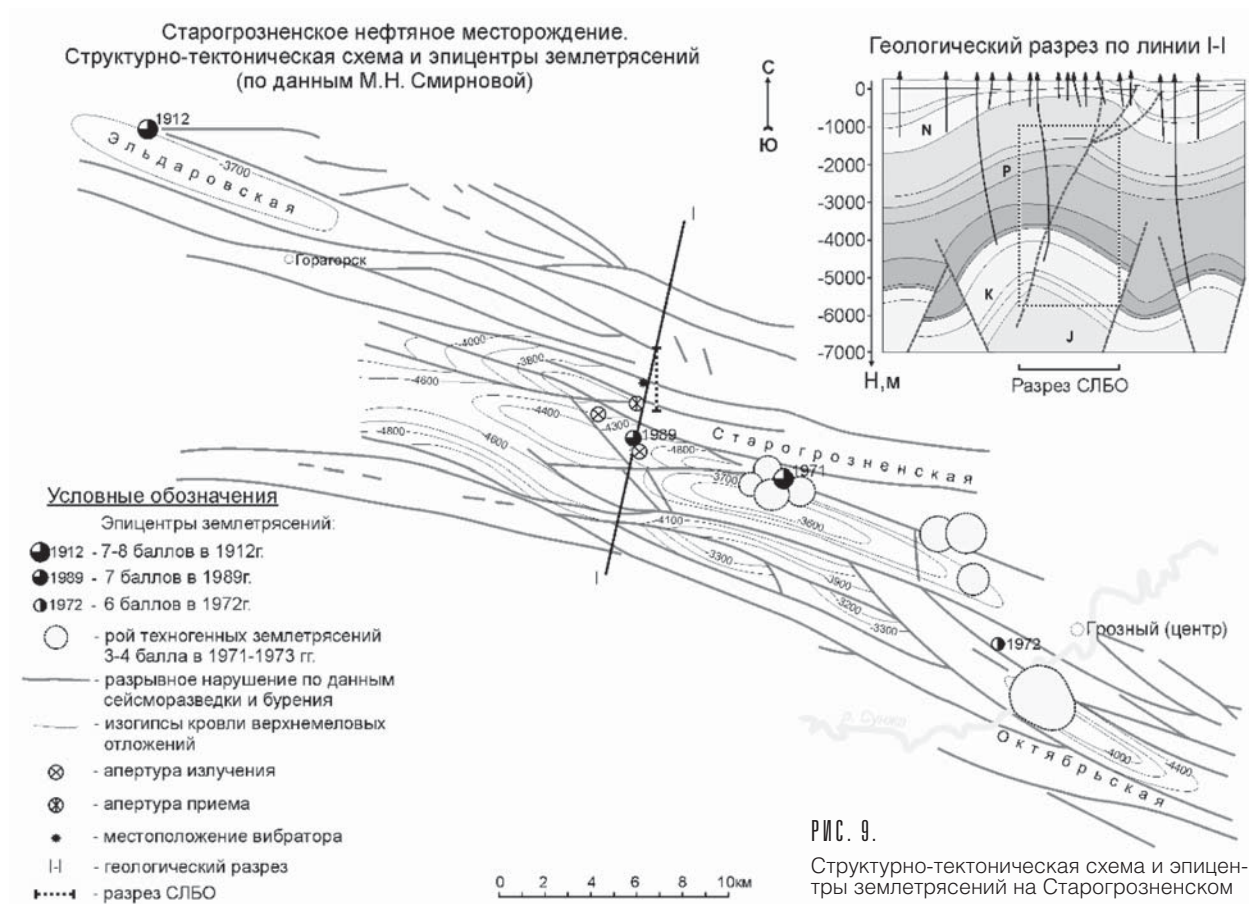 Старогрозненское нефтяное месторождение.
Структурно-тектоническая схема и эпицентры землетрясений
(по данным М.Н. Смирновой)
С
Ю
Геологический разрез по линии I-I
0
-1000
-2000
-3000
-4000
-5000
-6000
-7000
Н,м
N
P
K
J
Разрез СЛБО
1912
Эльдаровская
-3700
Горагорск
I
-4000
-3800
-4600
-4400
-4300
-4800
-4600
1989
-4800
Старогрозненская
1971
-3700
-3600
-4100
-3300
-3900
-3200
-3300
I
1972
Грозный (центр)
р. Сунжа
Октябрьская
-4000
-4400
Условные обозначения
Эпицентры землетрясений:
1912 - 7-8 баллов в 1912г.
1989 - 7 баллов в 1989г.
1972 - 6 баллов в 1972г.
- рой техногенных землетрясений
3-4 балла в 1971-1973 гг.
- разрывное нарушение по данным
сейсморазведки и бурения
- изогипсы кровли верхнемеловых
отложений
- апертура излучения
- апертура приема
- местоположение вибратора
I-I - геологический разрез
- разрез СЛБО
0 2 4 6 8 10км
РИС. 9.
Структурно-тектоническая схема и эпицен-
тры землетрясений на Старогрозненском